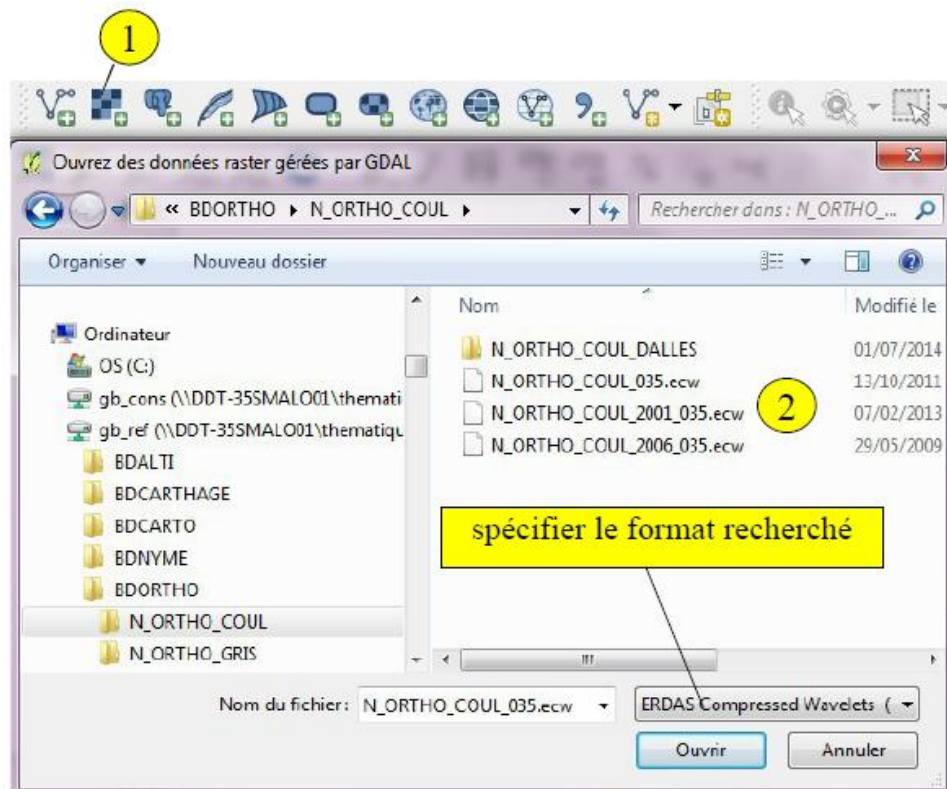 1
Ouvrez des données raster gérées par GDAL
« BDORTHO ▸ N_ORTHO_COUL ▸
Rechercher dans : N_ORTHO_...
Organiser ▾ Nouveau dossier
Nom Modifié le
Ordinateur
OS (C:)
gb_cons (\\DDT-35SMALO01\themati
gb_ref (\\DDT-35SMALO01\thematiqu
BDALTI
BDCARTHAGE
BDCARTO
BDNYME
BDORTHO
N_ORTHO_COUL
N_ORTHO_GRIS
N_ORTHO_COUL_DALLES 01/07/2014
N_ORTHO_COUL_035.ecw 13/10/2011
N_ORTHO_COUL_2001_035.ecw 07/02/2013
N_ORTHO_COUL_2006_035.ecw 29/05/2009
2
spécifier le format recherché
Nom du fichier : N_ORTHO_COUL_035.ecw
ERDAS Compressed Wavelets (
Ouvrir Annuler